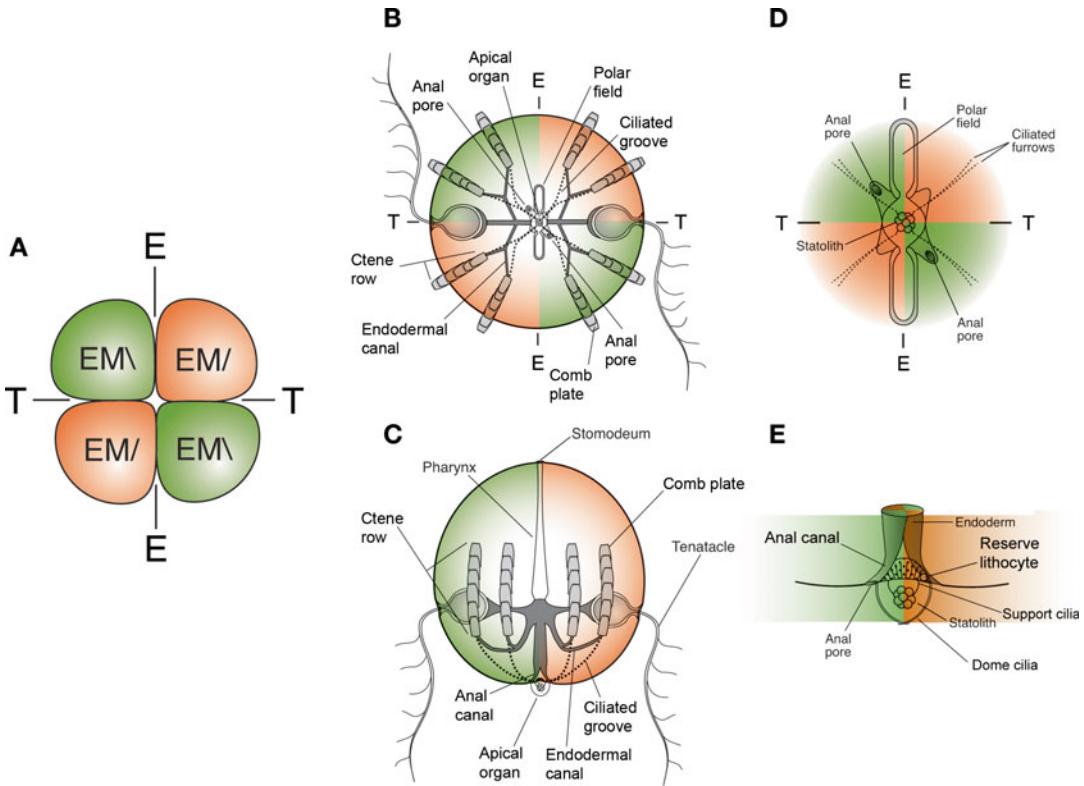 A
E
EM\
EM/
T
T
EM/
EM\
E
B
Apical
organ
Anal
pore
E
Polar
field
Ciliated
groove
T
T
Ctene
row
Endodermal
canal
E
Anal
pore
Comb
plate
C
Stomodeum
Pharynx
Comb plate
Ctene
row
Tenatacle
Anal
canal
Ciliated
groove
Apical
organ
Endodermal
canal
D
E
Anal
pore
Polar
field
Ciliated
furrows
T
T
Statolith
Anal
pore
E
E
Endoderm
Anal canal
Reserve
lithocyte
Support cilia
Statolith
Anal
pore
Dome cilia